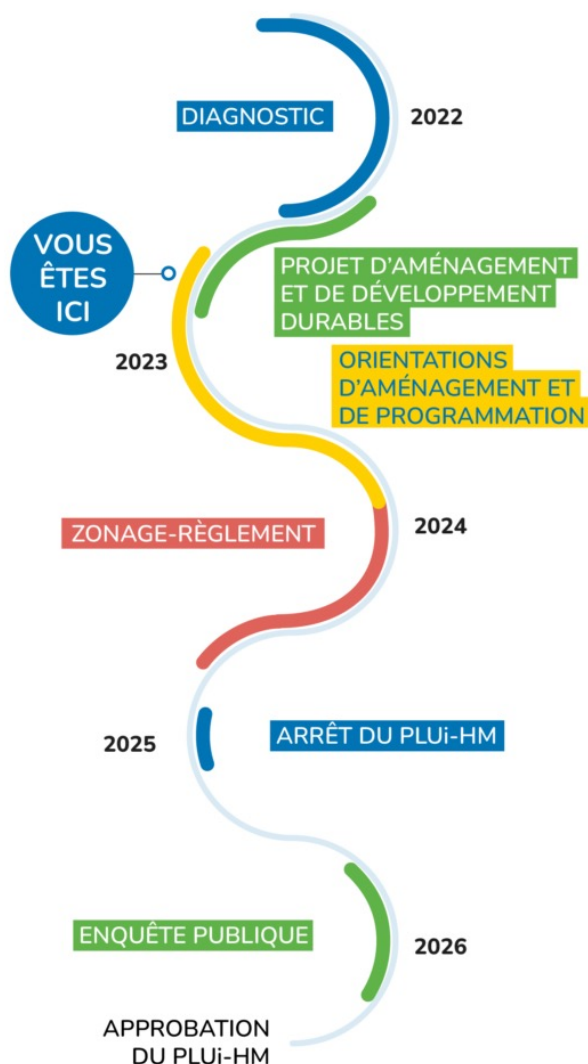 DIAGNOSTIC
2022
VOUS
ÊTES
ICI
PROJET D'AMÉNAGEMENT
ET DE DÉVELOPPEMENT
DURABLES
2023
ORIENTATIONS
D'AMÉNAGEMENT ET
DE PROGRAMMATION
ZONAGE-RÈGLEMENT
2024
2025
ARRÊT DU PLUi-HM
ENQUÊTE PUBLIQUE
2026
APPROBATION
DU PLUi-HM